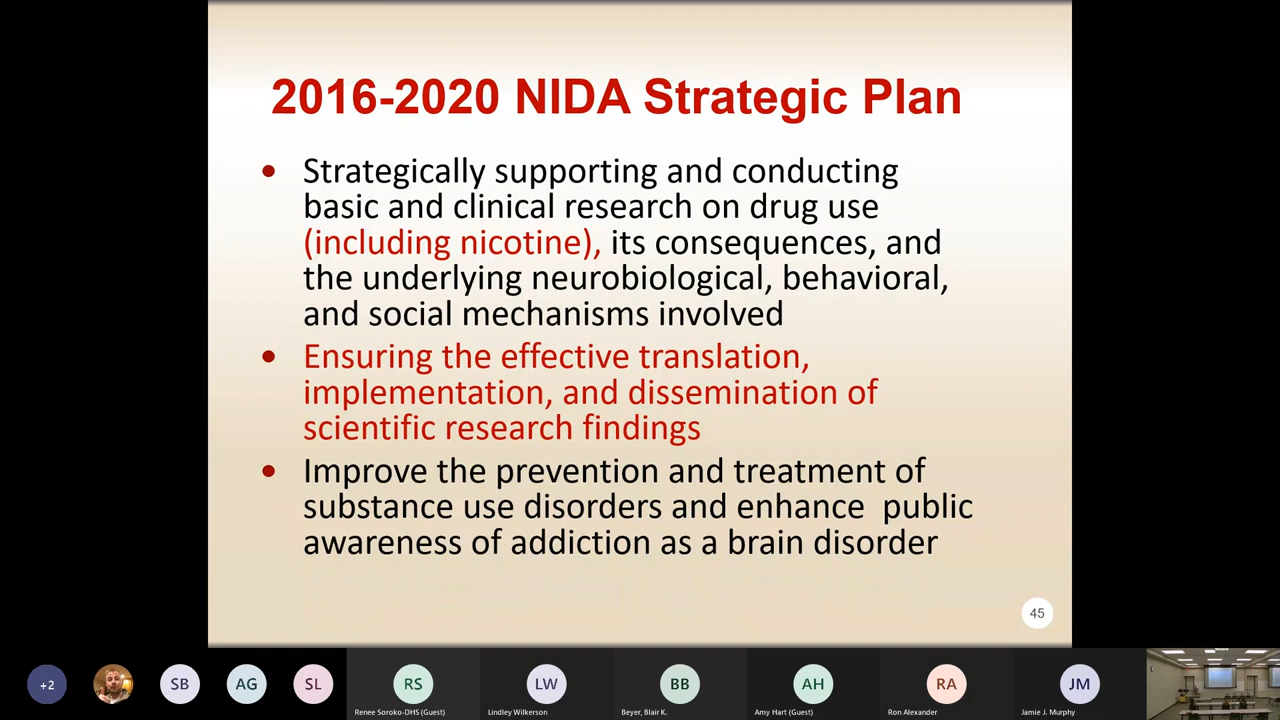 2016-2020 NIDA Strategic Plan
• Strategically supporting and conducting
basic and clinical research on drug use
(including nicotine), its consequences, and
the underlying neurobiological, behavioral,
and social mechanisms involved
• Ensuring the effective translation,
implementation, and dissemination of
scientific research findings
• Improve the prevention and treatment of
substance use disorders and enhance  public
awareness of addiction as a brain disorder
45
+2
SB
AG
SL
RS
LW
BB
AH
RA
JM
Renee Soroko-DHS (Guest)
Lindley Wilkerson
Beyer, Blair K.
Amy Hart (Guest)
Ron Alexander
Jamie J. Murphy